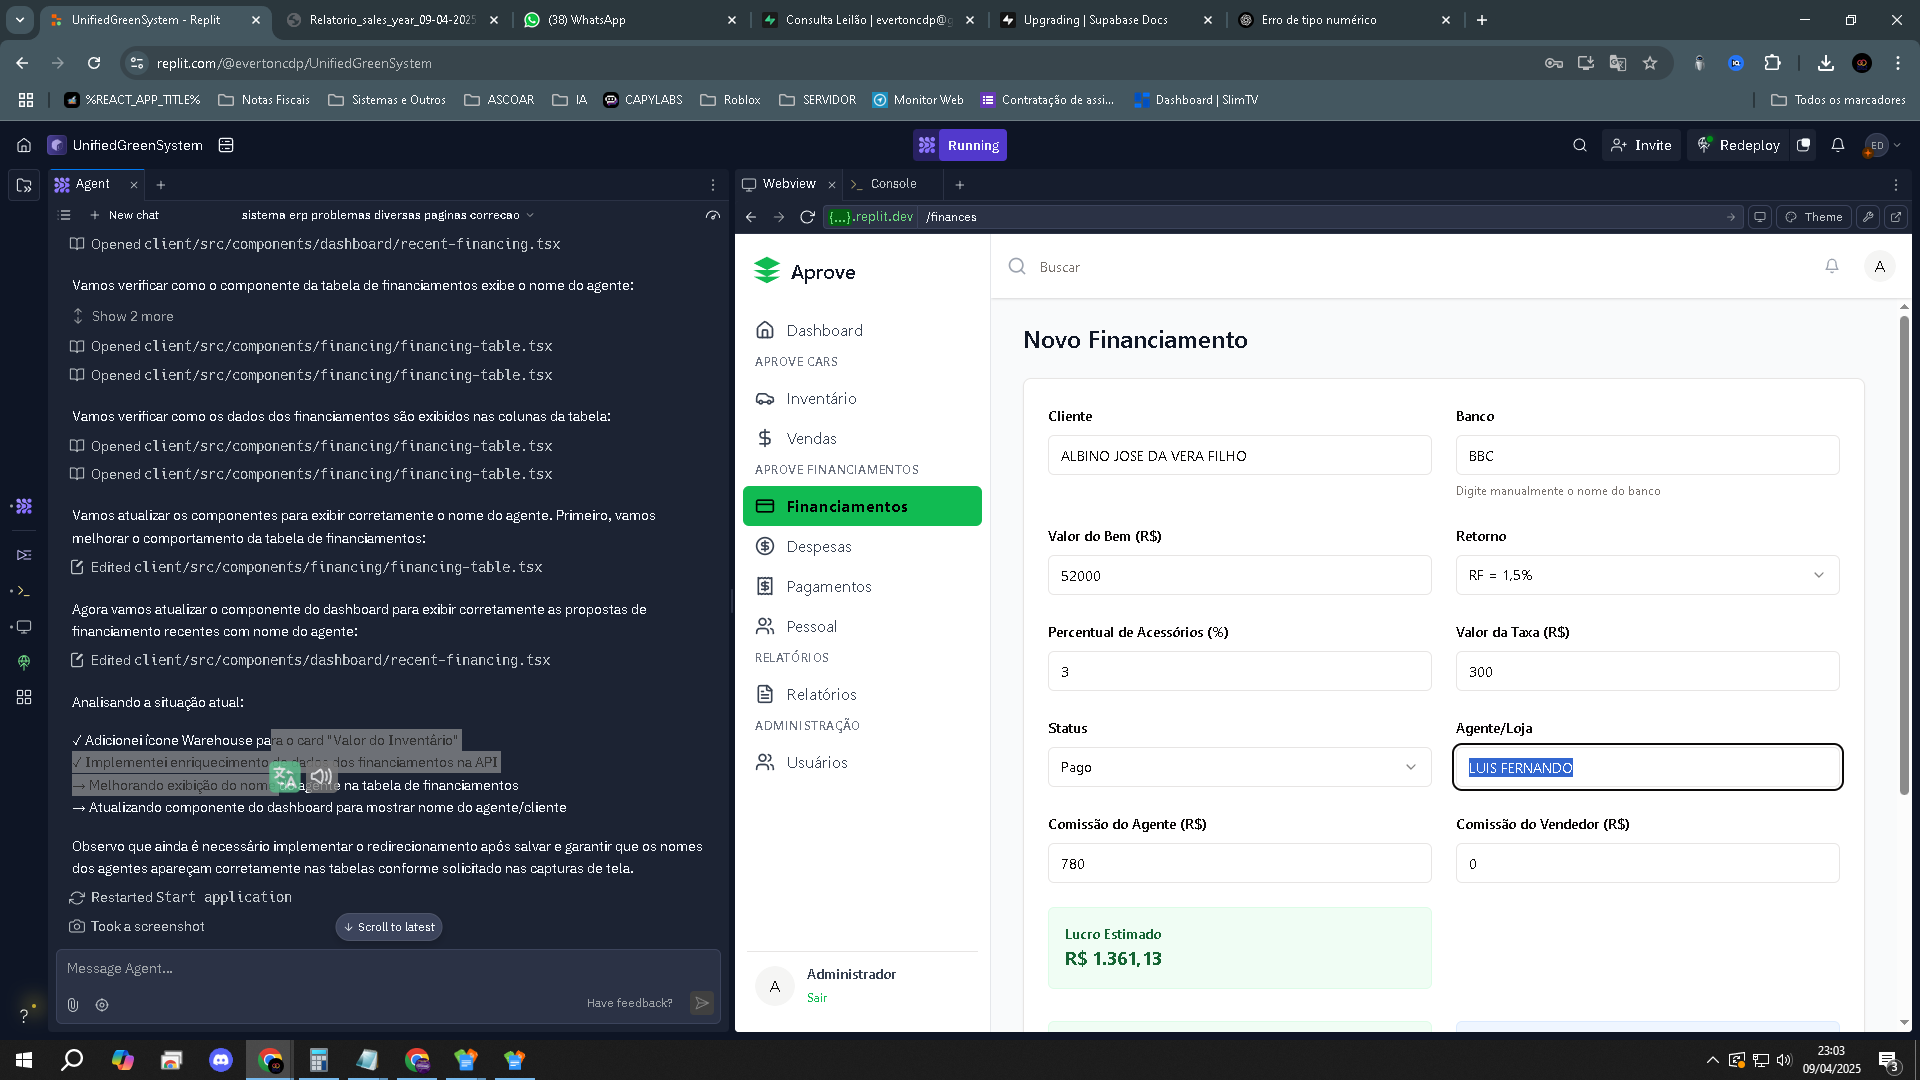 UnifiedGreenSystem - Replit
Relatorio_sales_year_09-04-2025
(38) WhatsApp
Consulta Leilão | evertoncdp@g
Upgrading | Supabase Docs
Erro de tipo numérico
replit.com/@evertoncdp/UnifiedGreenSystem
%REACT_APP_TITLE%
Notas Fiscais
Sistemas e Outros
ASCOAR
IA
CAPYLABS
Roblox
SERVIDOR
Monitor Web
Contratação de assi...
Dashboard | SlimTV
Todos os marcadores
UnifiedGreenSystem
Running
Invite
Redeploy
ED
Agent
New chat
sistema erp problemas diversas paginas correcao
Opened client/src/components/dashboard/recent-financing.tsx
Vamos verificar como o componente da tabela de financiamentos exibe o nome do agente:
Show 2 more
Opened client/src/components/financing/financing-table.tsx
Opened client/src/components/financing/financing-table.tsx
Vamos verificar como os dados dos financiamentos são exibidos nas colunas da tabela:
Opened client/src/components/financing/financing-table.tsx
Opened client/src/components/financing/financing-table.tsx
Vamos atualizar os componentes para exibir corretamente o nome do agente. Primeiro, vamos
melhorar o comportamento da tabela de financiamentos:
Edited client/src/components/financing/financing-table.tsx
Agora vamos atualizar o componente do dashboard para exibir corretamente as propostas de
financiamento recentes com nome do agente:
Edited client/src/components/dashboard/recent-financing.tsx
Analisando a situação atual:
✓ Adicionei ícone Warehouse para o card "Valor do Inventário"
✓ Implementei enriquecimento de dados dos financiamentos na API
→ Melhorando exibição do nome do agente na tabela de financiamentos
→ Atualizando componente do dashboard para mostrar nome do agente/cliente
Observo que ainda é necessário implementar o redirecionamento após salvar e garantir que os nomes
dos agentes apareçam corretamente nas tabelas conforme solicitado nas capturas de tela.
Restarted Start application
Took a screenshot
↓ Scroll to latest
Message Agent...
Have feedback?
Webview
Console
{...}.replit.dev
/finances
Theme
Aprove
Dashboard
APROVE CARS
Inventário
Vendas
APROVE FINANCIAMENTOS
Financiamentos
Despesas
Pagamentos
Pessoal
RELATÓRIOS
Relatórios
ADMINISTRAÇÃO
Usuários
A
Administrador
Sair
Buscar
A
Novo Financiamento
Cliente
Banco
ALBINO JOSE DA VERA FILHO
BBC
Digite manualmente o nome do banco
Valor do Bem (R$)
Retorno
52000
RF = 1,5%
Percentual de Acessórios (%)
Valor da Taxa (R$)
3
300
Status
Agente/Loja
Pago
LUIS FERNANDO
Comissão do Agente (R$)
Comissão do Vendedor (R$)
780
0
Lucro Estimado
R$ 1.361,13
?
23:03
09/04/2025
3